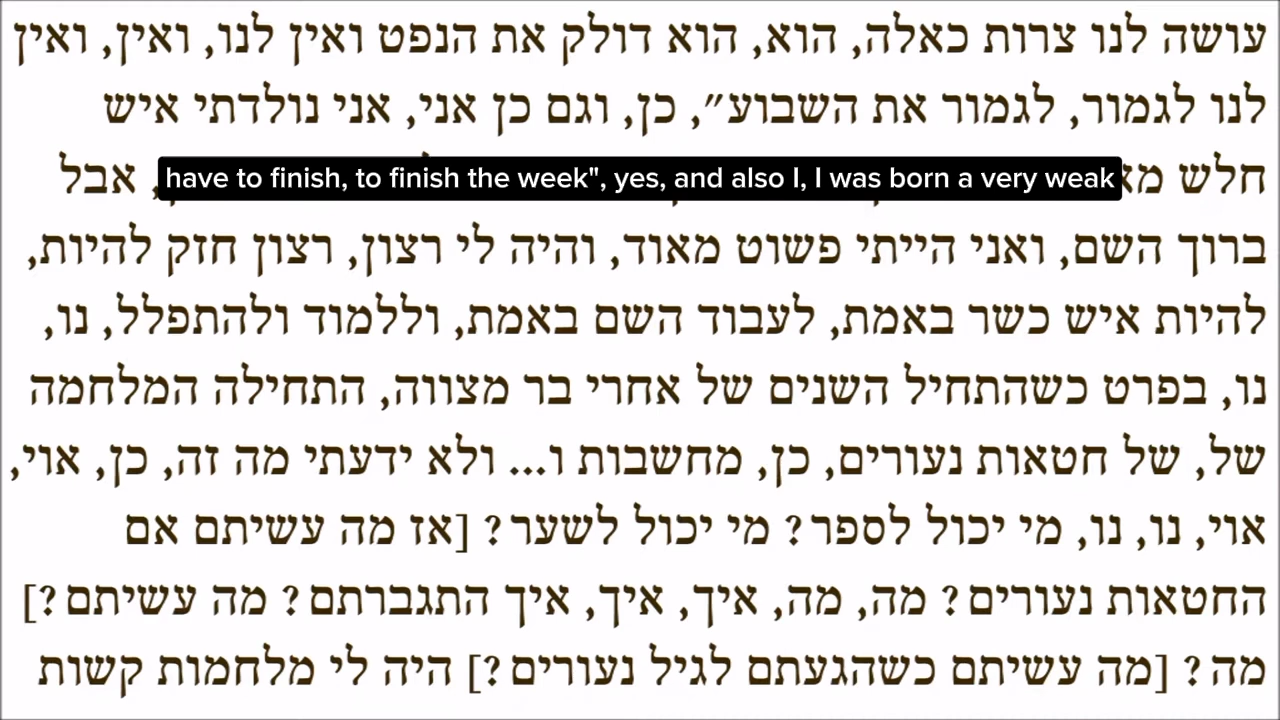 עושה לנו צרות כאלה, הוא, הוא דולק את הנפט ואין לנו, ואין, ואין
לנו לגמור, לגמור את השבוע״, כן, וגם כן אני, אני נולדתי איש
חלש אבל
have to finish, to finish the week", yes, and also I, I was born a very weak
ברוך השם, ואני הייתי פשוט מאוד, והיה לי רצון, רצון חזק להיות,
להיות איש כשר באמת, לעבוד השם באמת, וללמוד ולהתפלל, נו,
נו, בפרט כשהתחיל השנים של אחרי בר מצווה, התחילה המלחמה
של, של חטאות נעורים, כן, מחשבות ו... ולא ידעתי מה זה, כן, אוי,
אוי, נו, נו, מי יכול לספר? מי יכול לשער? [אז מה עשיתם אם
החטאות נעורים? מה, מה, איך, איך, איך התגברתם? מה עשיתם?]
מה? [מה עשיתם כשהגעתם לגיל נעורים?] היה לי מלחמות קשות